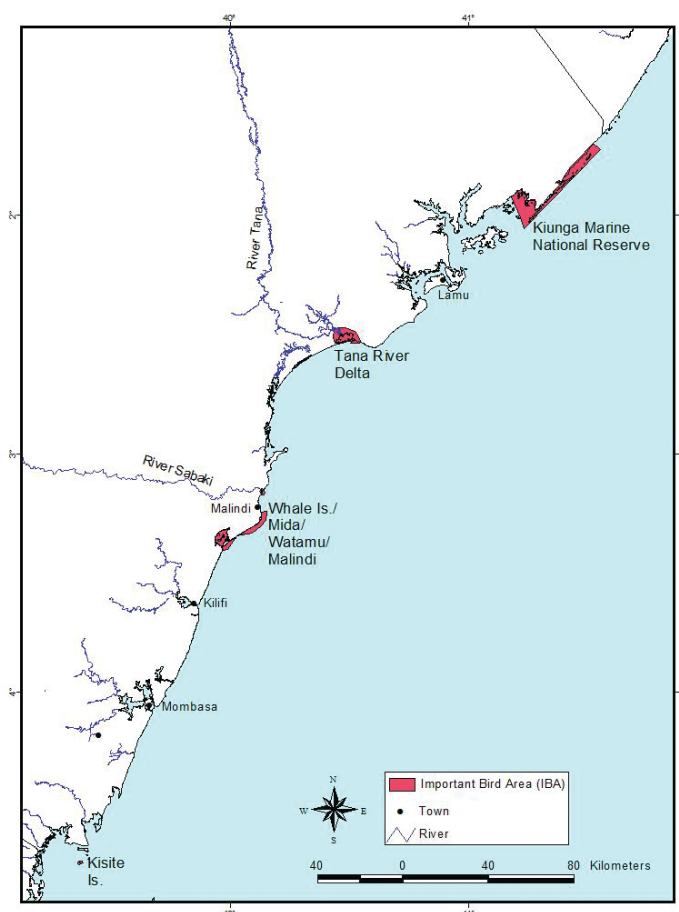 40°
41°
2°
River Tana
Kiunga Marine
National Reserve
Lamu
Tana River
Delta
3°
River Sabaki
Malindi
Whale Is./
Mida/
Watamu/
Malindi
Kilifi
4°
Mombasa
Kisite
Is.
N
W E
S
Important Bird Area (IBA)
Town
River
40 0 40 80 Kilometers